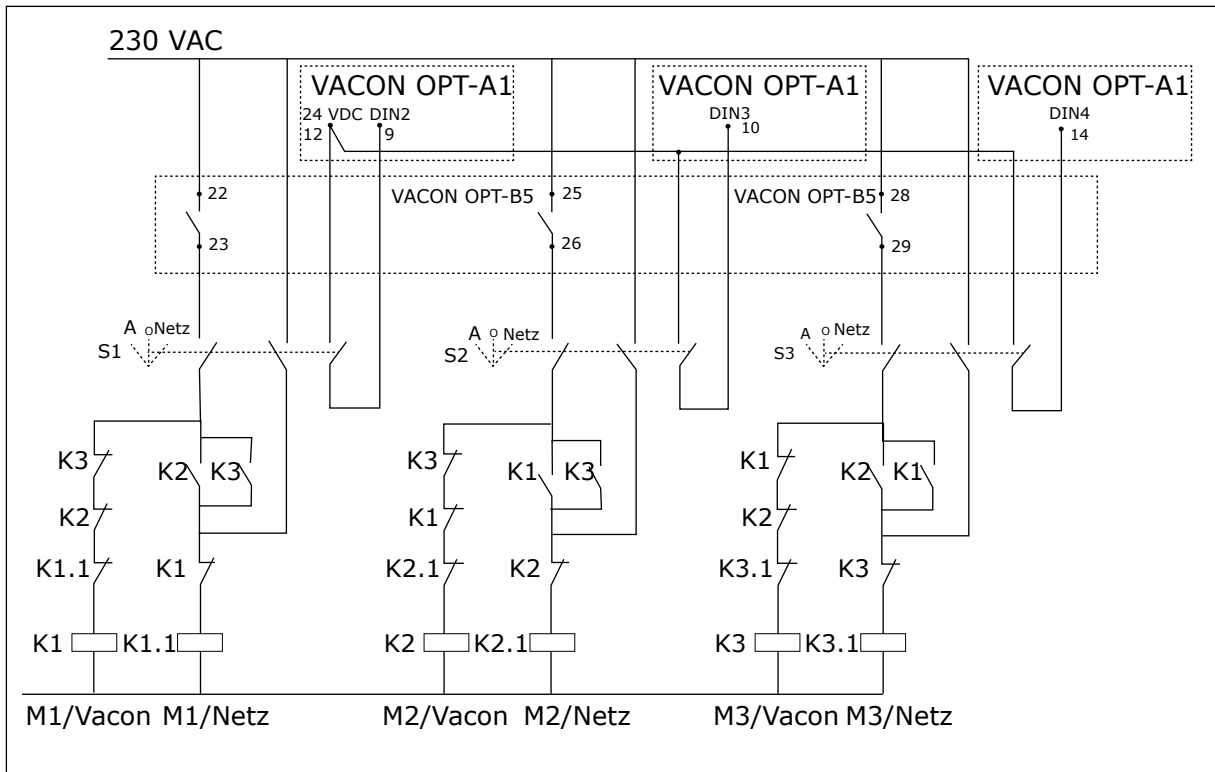 230 VAC
VACON OPT-A1
VACON OPT-A1
VACON OPT-A1
24 VDC DIN2
12 9
DIN3
10
DIN4
14
22
VACON OPT-B5
25
VACON OPT-B5
28
23
26
29
A O Netz
S1
A O Netz
S2
A O Netz
S3
K3 K2 K3
K3 K1 K3
K1 K2 K1
K2
K1
K2
K1.1 K1
K2.1 K2
K3.1 K3
K1 K1.1
K2 K2.1
K3 K3.1
M1/Vacon M1/Netz
M2/Vacon M2/Netz
M3/Vacon M3/Netz